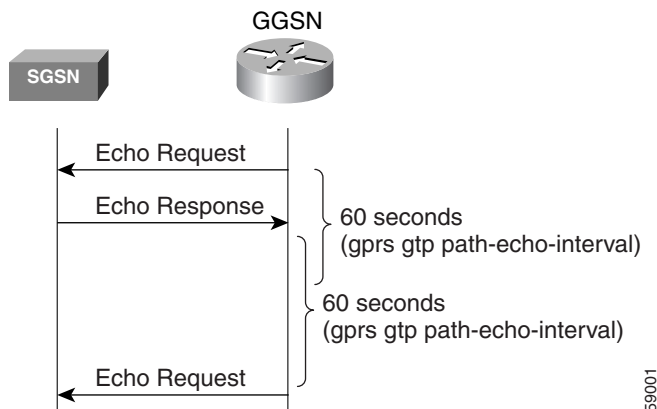 GGSN
SGSN
Echo Request
Echo Response
60 seconds
(gprs gtp path-echo-interval)
60 seconds
(gprs gtp path-echo-interval)
Echo Request
59001